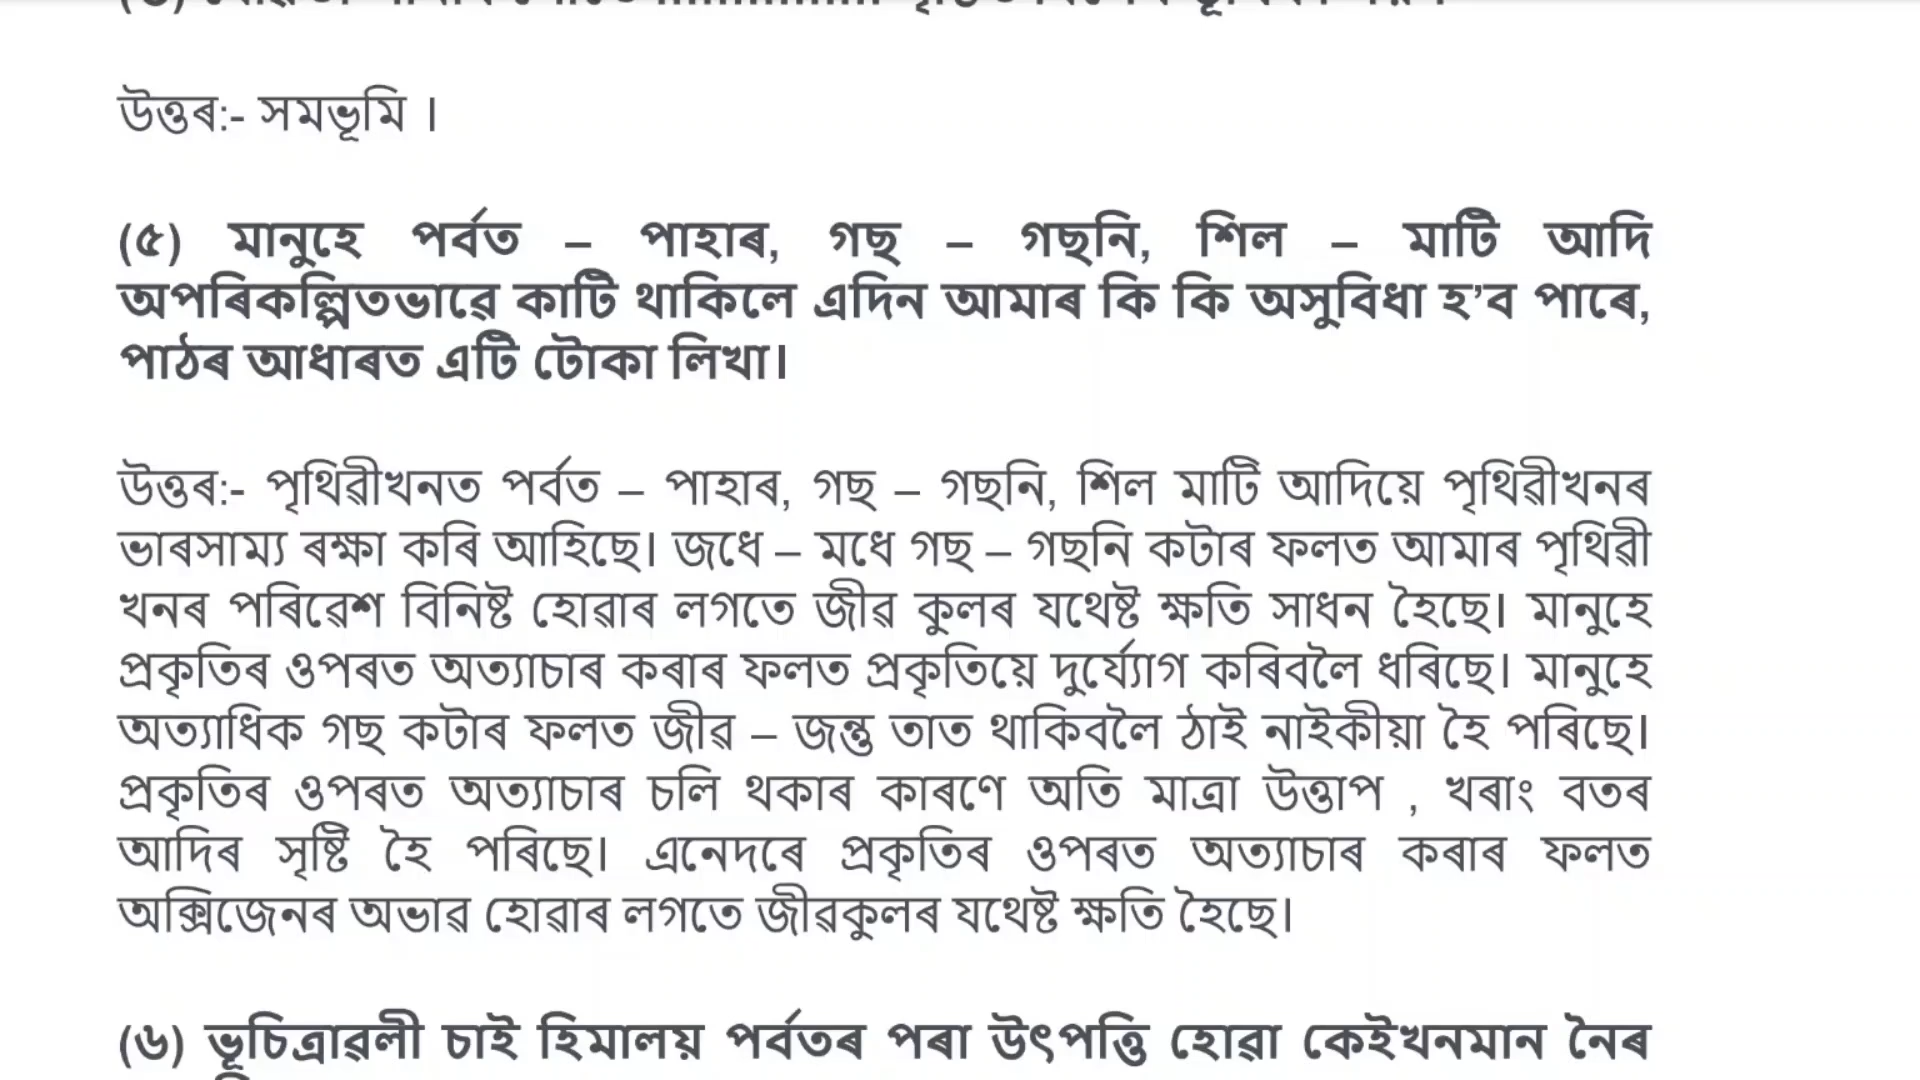 উত্তৰ:- সমভূমি ।
(৫) মানুহে পৰ্বত – পাহাৰ, গছ – গছনি, শিল – মাটি আদি
অপৰিকল্পিতভাৱে কাটি থাকিলে এদিন আমাৰ কি কি অসুবিধা হ’ব পাৰে,
পাঠৰ আধাৰত এটি টোকা লিখা।
উত্তৰ:- পৃথিৱীখনত পৰ্বত – পাহাৰ, গছ – গছনি, শিল মাটি আদিয়ে পৃথিৱীখনৰ
ভাৰসাম্য ৰক্ষা কৰি আহিছে। জধে – মধে গছ – গছনি কটাৰ ফলত আমাৰ পৃথিৱী
খনৰ পৰিৱেশ বিনিষ্ট হোৱাৰ লগতে জীৱ কুলৰ যথেষ্ট ক্ষতি সাধন হৈছে। মানুহে
প্ৰকৃতিৰ ওপৰত অত্যাচাৰ কৰাৰ ফলত প্ৰকৃতিয়ে দুৰ্য্যোগ কৰিবলৈ ধৰিছে। মানুহে
অত্যাধিক গছ কটাৰ ফলত জীৱ – জন্তু তাত থাকিবলৈ ঠাই নাইকীয়া হৈ পৰিছে।
প্ৰকৃতিৰ ওপৰত অত্যাচাৰ চলি থকাৰ কাৰণে অতি মাত্ৰা উত্তাপ , খৰাং বতৰ
আদিৰ সৃষ্টি হৈ পৰিছে। এনেদৰে প্ৰকৃতিৰ ওপৰত অত্যাচাৰ কৰাৰ ফলত
অক্সিজেনৰ অভাৱ হোৱাৰ লগতে জীৱকুলৰ যথেষ্ট ক্ষতি হৈছে।
(৬) ভূচিত্ৰাৱলী চাই হিমালয় পৰ্বতৰ পৰা উৎপত্তি হোৱা কেইখনমান নৈৰ